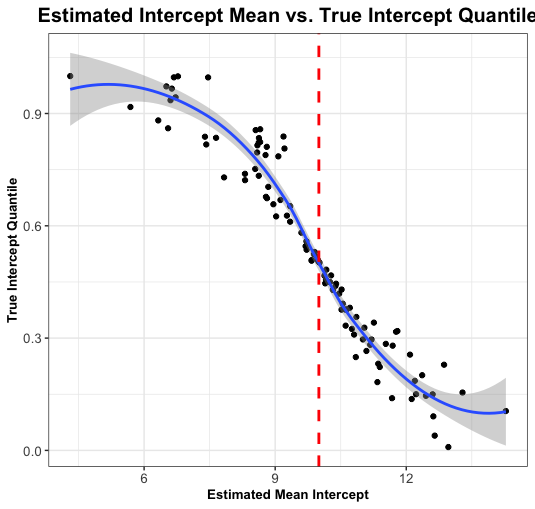 Estimated Intercept Mean vs. True Intercept Quantile
True Intercept Quantile
0.9
0.6
0.3
0.0
6 9 12
Estimated Mean Intercept